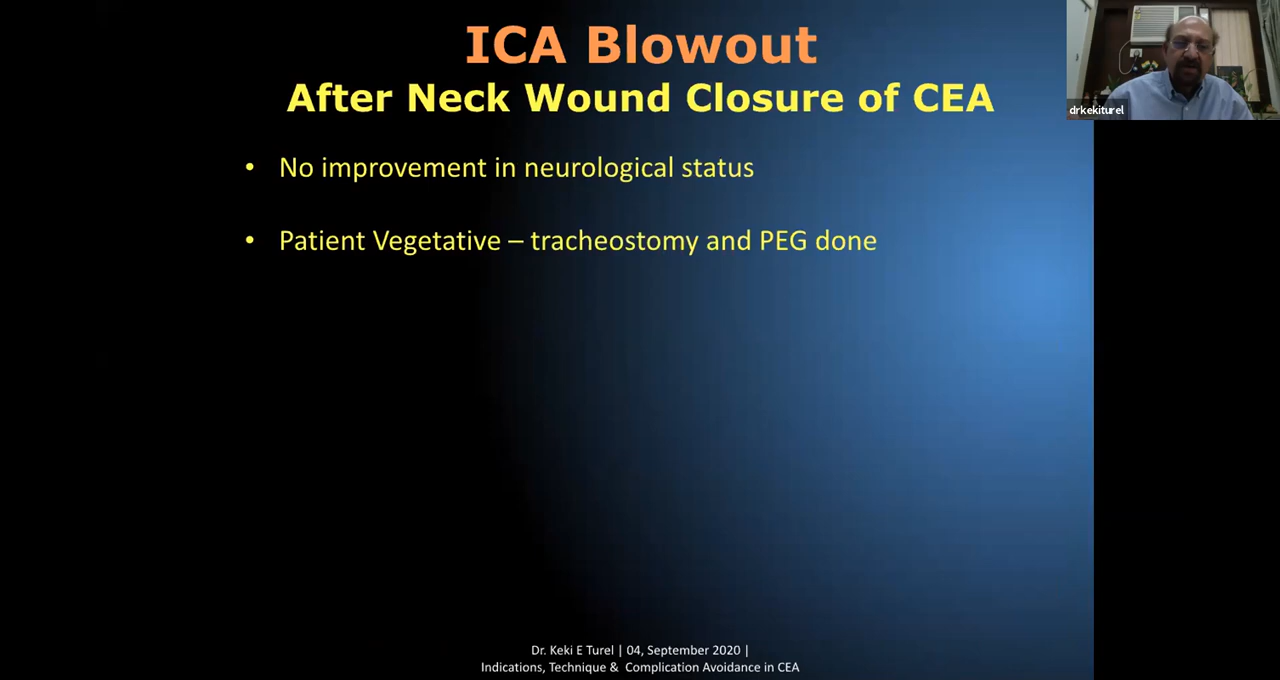 ICA Blowout
After Neck Wound Closure of CEA
drkekiturel
• No improvement in neurological status
• Patient Vegetative – tracheostomy and PEG done
Dr. Keki E Turel | 04, September 2020 |
Indications, Technique & Complication Avoidance in CEA